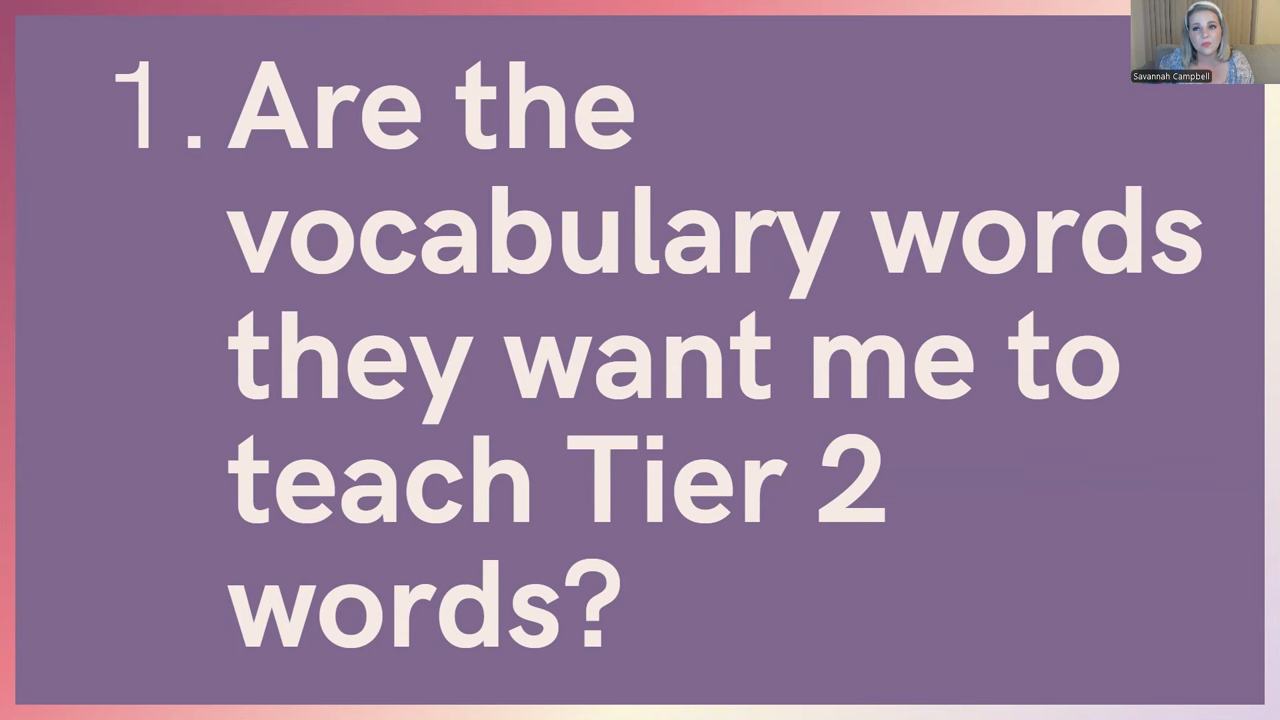 1. Are the
vocabulary words
they want me to
teach Tier 2
words?
Savannah Campbell